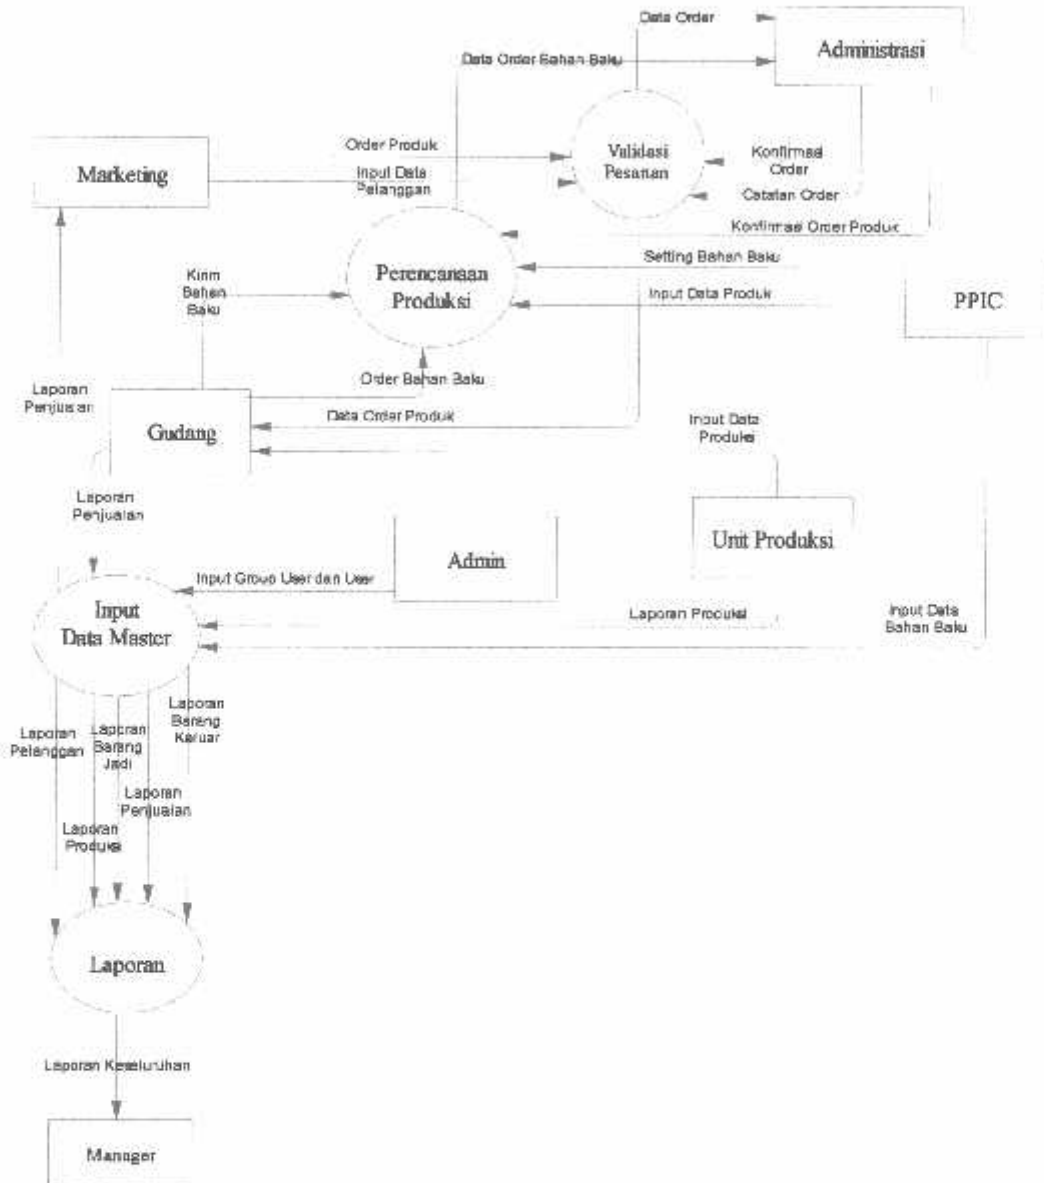 Data Order
Administrasi
Data Order Bahan Baku
Order Produk
Validasi
Pesanan
Konfirmasi
Order
Marketing
Input Data
Pelanggan
Catatan Order
Konfirmasi Order Produk
Setting Bahan Baku
Kirim
Bahan
Baku
Perencanaan
Produksi
Input Data Produk
PPIC
Order Bahan Baku
Laporan
Penjualan
Data Order Produk
Gudang
Input Data
Produksi
Laporan
Penjualan
Unit Produksi
Admin
Input Group User dan User
Input
Data Master
Laporan Produksi
Input Data
Bahan Baku
Laporan
Barang
Keluar
Laporan
Pelanggan
Laporan
Barang
Jadi
Laporan
Penjualan
Laporan
Produksi
Laporan
Laporan Keseluruhan
Manager